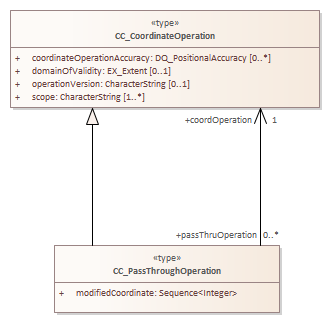 «type»
CC_CoordinateOperation
+ coordinateOperationAccuracy: DQ_PositionalAccuracy [0..*]
+ domainOfValidity: EX_Extent [0..1]
+ operationVersion: CharacterString [0..1]
+ scope: CharacterString [1..*]
+coordOperation 1
+passThruOperation 0..*
«type»
CC_PassThroughOperation
+ modifiedCoordinate: Sequence<Integer>